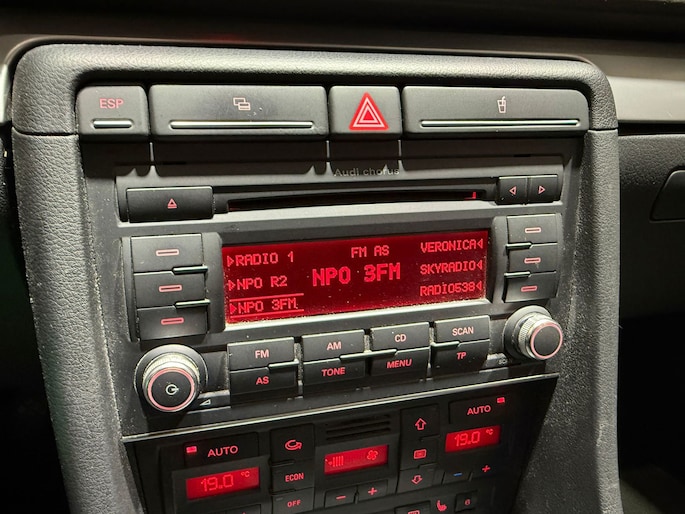 ESP
Audi chorus
RADIO 1 FM AS VERONICA
NPO R2 NPO 3FM SKYRADIO
NPO 3FM RADIO538
FM AM CD SCAN
AS TONE MENU TP
AUTO AUTO
19.0 °C 19.0 °C
ECON
OFF